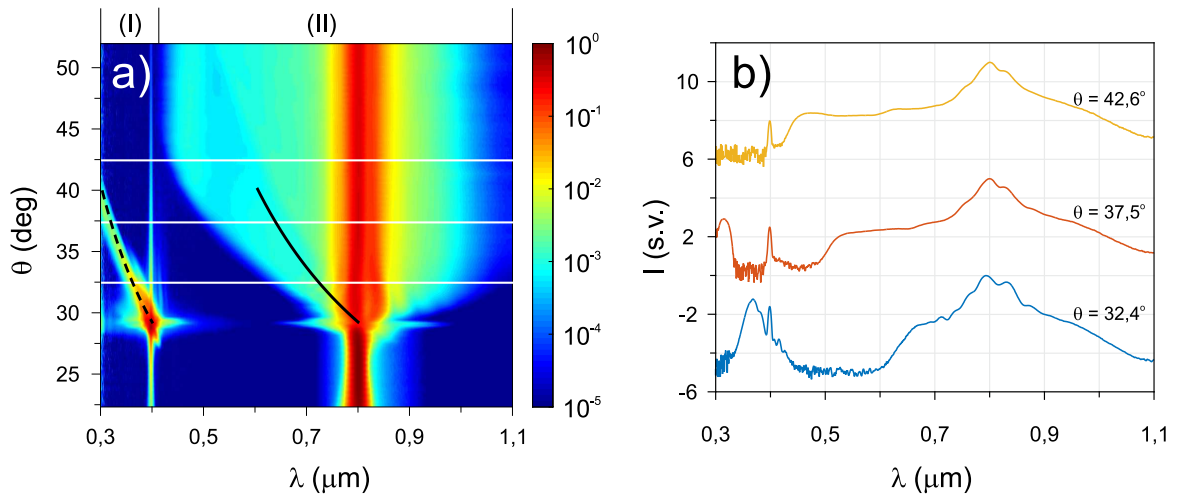 (I) (II)
a)
50
45
40
35
30
25
θ (deg)
0,3 0,5 0,7 0,9 1,1
λ (μm)
10⁰
10⁻¹
10⁻²
10⁻³
10⁻⁴
10⁻⁵
b)
10
6
2
-2
-6
I (s.v.)
θ = 42,6°
θ = 37,5°
θ = 32,4°
0,3 0,5 0,7 0,9 1,1
λ (μm)